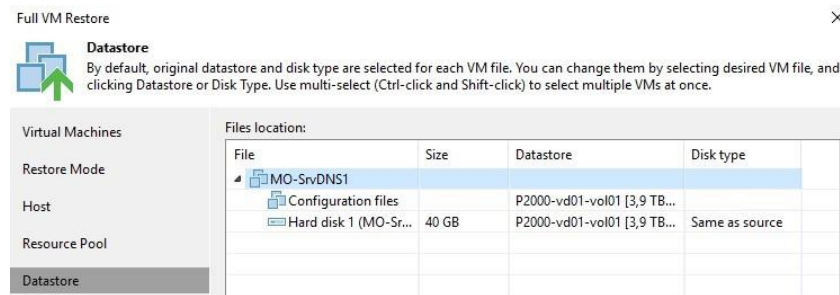 Full VM Restore
Datastore
By default, original datastore and disk type are selected for each VM file. You can change them by selecting desired VM file, and
clicking Datastore or Disk Type. Use multi-select (Ctrl-click and Shift-click) to select multiple VMs at once.
Virtual Machines
Restore Mode
Host
Resource Pool
Datastore
Files location:
File Size Datastore Disk type
MO-SrvDNS1
Configuration files P2000-vd01-vol01 [3,9 TB...
Hard disk 1 (MO-Sr... 40 GB P2000-vd01-vol01 [3,9 TB... Same as source